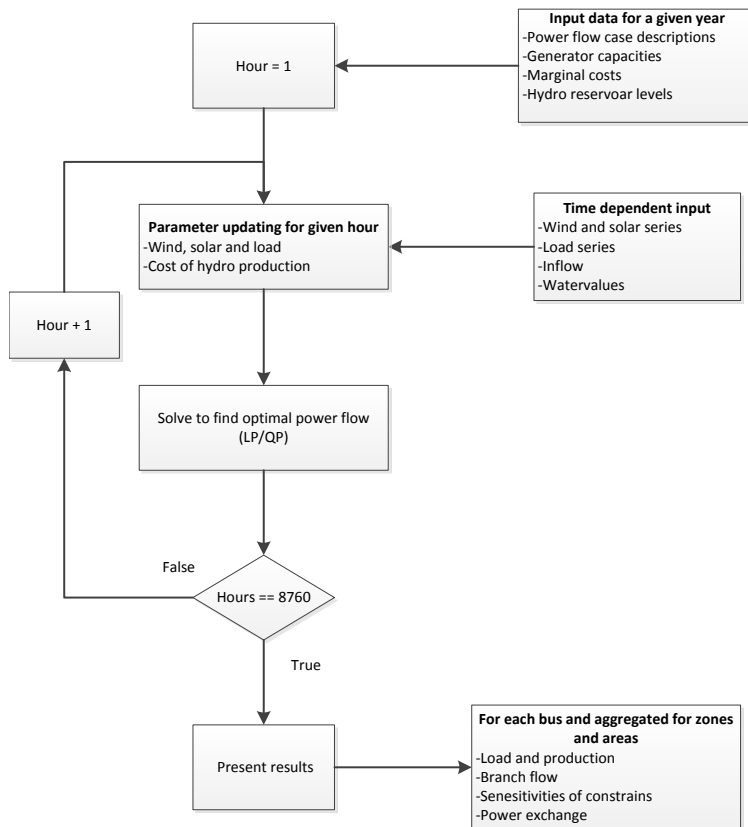 Input data for a given year
-Power flow case descriptions
-Generator capacities
-Marginal costs
-Hydro reservoar levels
Hour = 1
Parameter updating for given hour
-Wind, solar and load
-Cost of hydro production
Time dependent input
-Wind and solar series
-Load series
-Inflow
-Watervalues
Hour + 1
Solve to find optimal power flow
(LP/QP)
False
Hours == 8760
True
Present results
For each bus and aggregated for zones
and areas
-Load and production
-Branch flow
-Senesitivities of constrains
-Power exchange